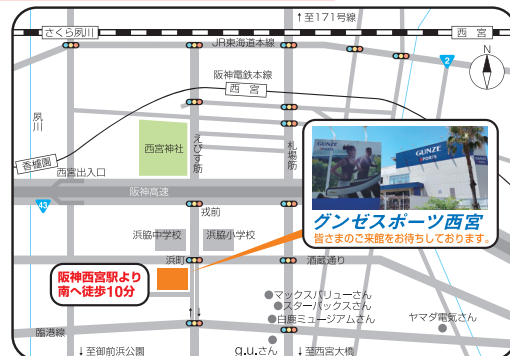 ↑至171号線
さくら夙川
西 宮
JR東海道本線
N
2
阪神電鉄本線
西 宮
夙川
香櫨園
西宮神社
えびす筋
札場筋
GUNZE
GUNZE
SPORTS
西宮出入口
阪神高速
43
戎前
グンゼスポーツ西宮
皆さまのご来館をお待ちしております。
浜脇中学校
浜脇小学校
浜町
酒蔵通り
阪神西宮駅より
南へ徒歩10分
マックスバリューさん
スターバックスさん
白鹿ミュージアムさん
ヤマダ電気さん
臨港線
↑↓
↓至御前浜公園
g.u.さん
↓至西宮大橋